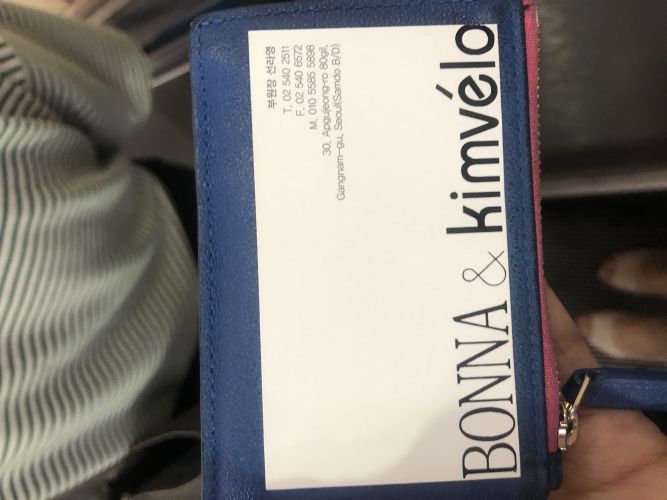 부원장 선라영
T. 02 540 2511
F. 02 540 6572
M. 010 5585 5898
30, Apgujeong-ro 80gil,
Gangnam-gu, Seoul(Samdo B/D)
BONNA & kimvélo